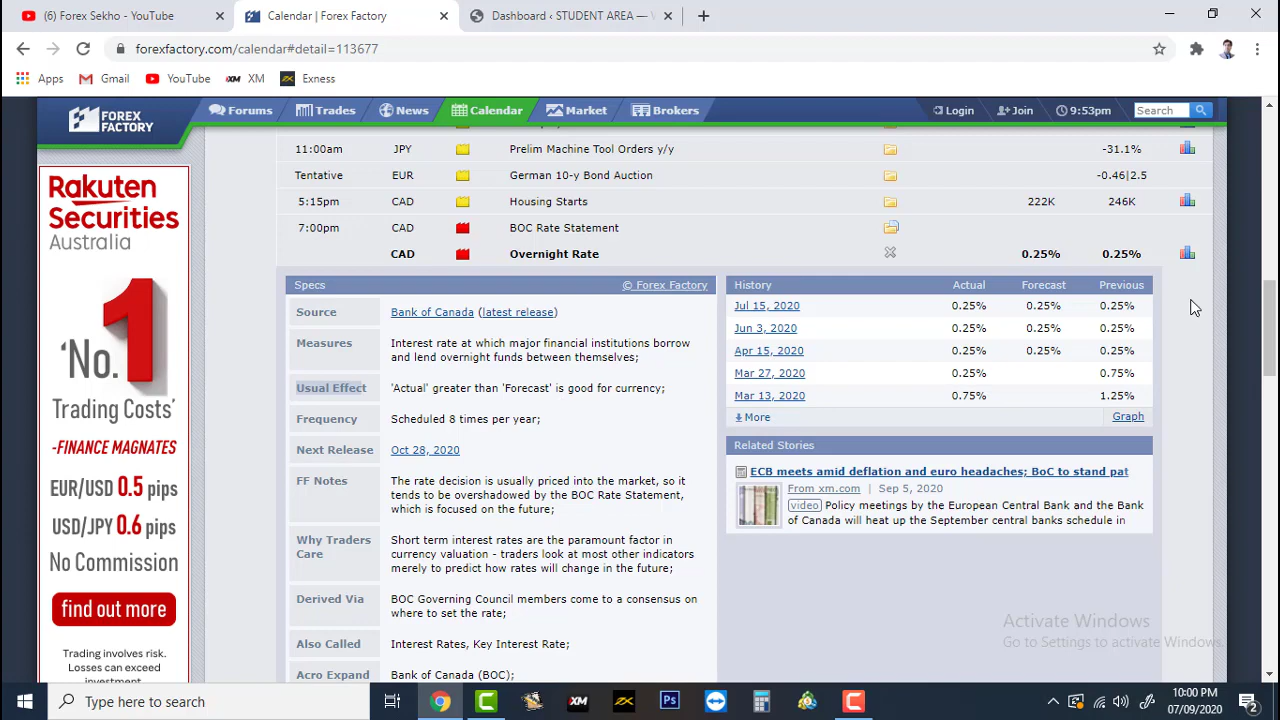 (6) Forex Sekho - YouTube
Calendar | Forex Factory
Dashboard ‹ STUDENT AREA —
forexfactory.com/calendar#detail=113677
Apps
Gmail
YouTube
XM
Exness
FOREX FACTORY
Forums
Trades
News
Calendar
Market
Brokers
Login
Join
9:53pm
Search
11:00am JPY Prelim Machine Tool Orders y/y -31.1%
Tentative EUR German 10-y Bond Auction -0.46|2.5
5:15pm CAD Housing Starts 222K 246K
7:00pm CAD BOC Rate Statement
CAD Overnight Rate 0.25% 0.25%
Specs © Forex Factory
Source Bank of Canada (latest release)
Measures Interest rate at which major financial institutions borrow
and lend overnight funds between themselves;
Usual Effect 'Actual' greater than 'Forecast' is good for currency;
Frequency Scheduled 8 times per year;
Next Release Oct 28, 2020
FF Notes The rate decision is usually priced into the market, so it
tends to be overshadowed by the BOC Rate Statement,
which is focused on the future;
Why Traders Care Short term interest rates are the paramount factor in
currency valuation - traders look at most other indicators
merely to predict how rates will change in the future;
Derived Via BOC Governing Council members come to a consensus on
where to set the rate;
Also Called Interest Rates, Key Interest Rate;
Acro Expand Bank of Canada (BOC);
History Actual Forecast Previous
Jul 15, 2020 0.25% 0.25% 0.25%
Jun 3, 2020 0.25% 0.25% 0.25%
Apr 15, 2020 0.25% 0.25% 0.25%
Mar 27, 2020 0.25% 0.75%
Mar 13, 2020 0.75% 1.25%
More Graph
Related Stories
ECB meets amid deflation and euro headaches; BoC to stand pat
From xm.com | Sep 5, 2020
video Policy meetings by the European Central Bank and the Bank
of Canada will heat up the September central banks schedule in
Rakuten
Securities
Australia
'No.1
Trading Costs'
-FINANCE MAGNATES
EUR/USD 0.5 pips
USD/JPY 0.6 pips
No Commission
find out more
Trading involves risk.
Losses can exceed
investment.
Activate Windows
Go to Settings to activate Windows.
Type here to search
XM
Ps
10:00 PM
07/09/2020
2